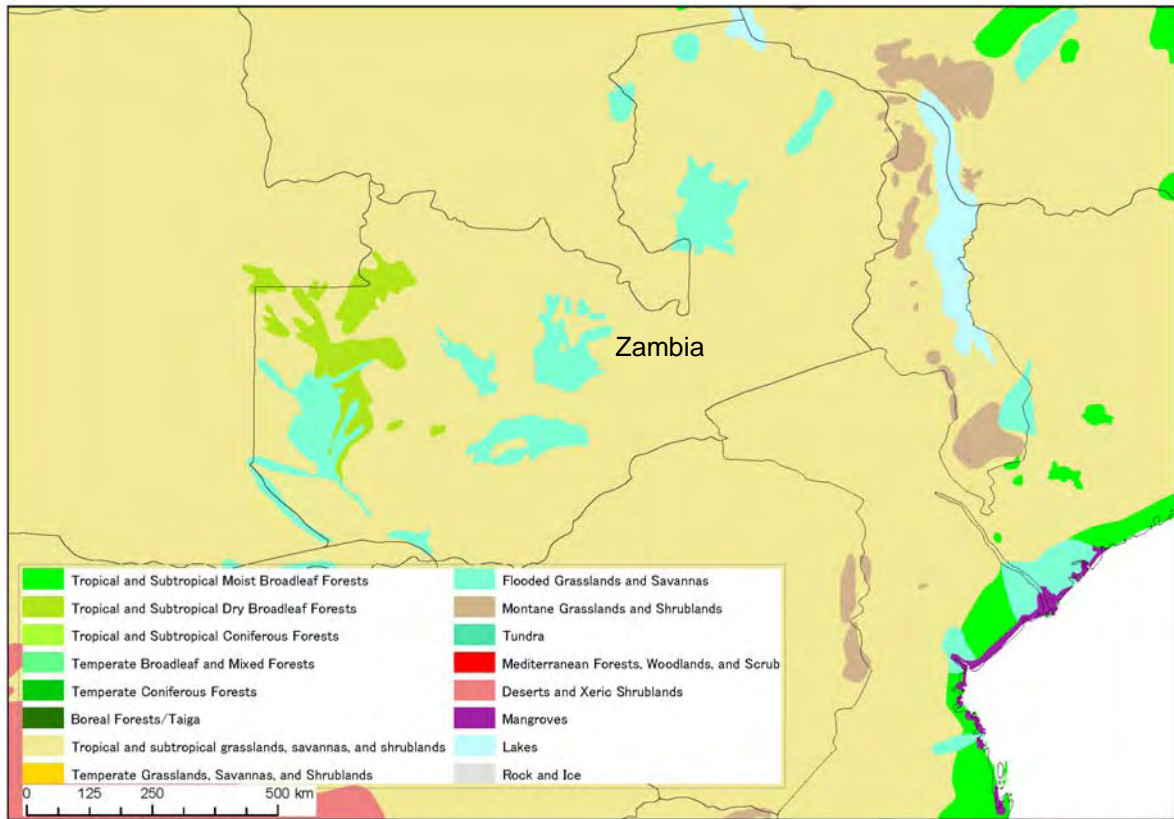 Zambia
Tropical and Subtropical Moist Broadleaf Forests
Tropical and Subtropical Dry Broadleaf Forests
Tropical and Subtropical Coniferous Forests
Temperate Broadleaf and Mixed Forests
Temperate Coniferous Forests
Boreal Forests/Taiga
Tropical and subtropical grasslands, savannas, and shrublands
Temperate Grasslands, Savannas, and Shrublands
Flooded Grasslands and Savannas
Montane Grasslands and Shrublands
Tundra
Mediterranean Forests, Woodlands, and Scrub
Deserts and Xeric Shrublands
Mangroves
Lakes
Rock and Ice
0 125 250 500 km